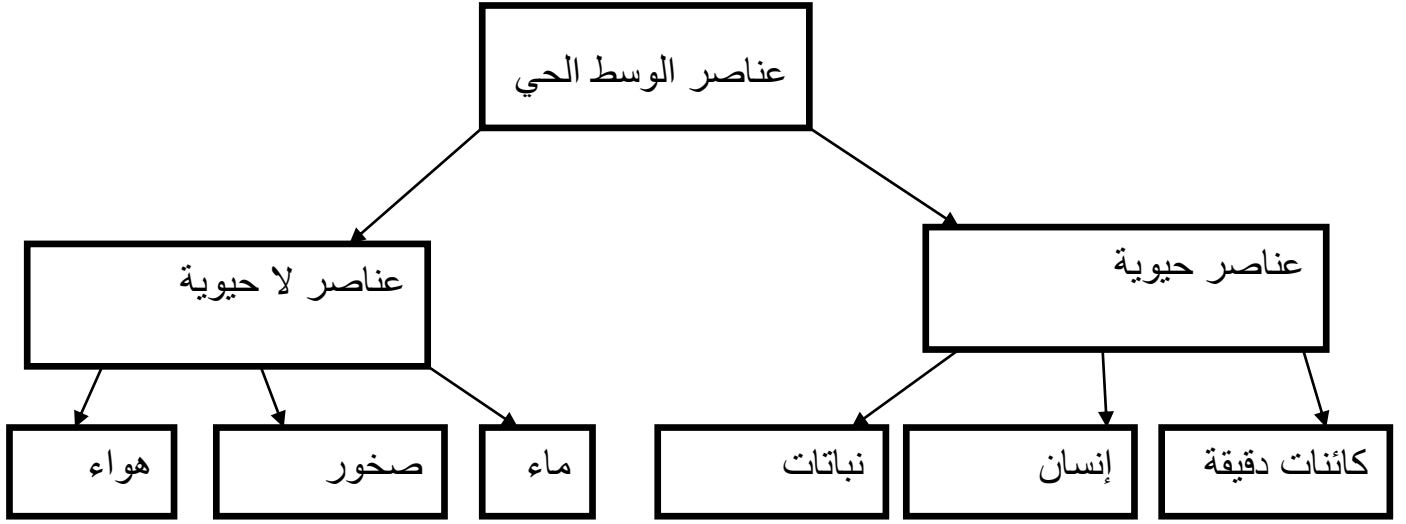 عناصر الوسط الحي
عناصر حيوية
عناصر لا حيوية
كائنات دقيقة
إنسان
نباتات
ماء
صخور
هواء